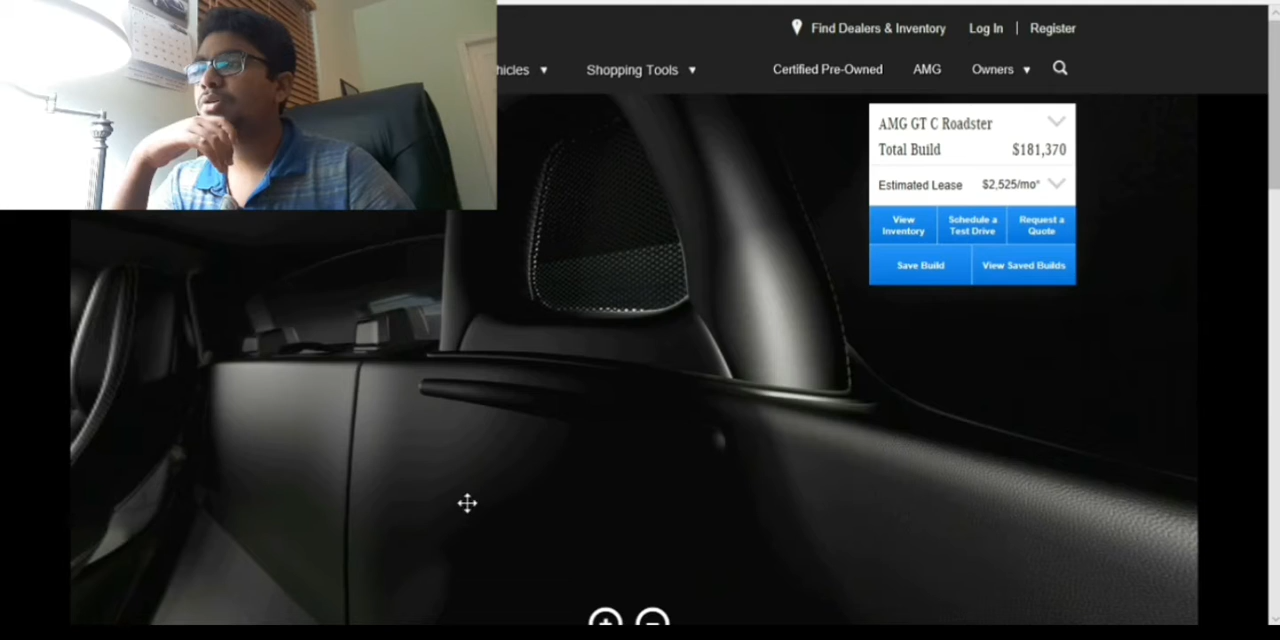 Find Dealers & Inventory
Log In | Register
hicles
Shopping Tools
Certified Pre-Owned
AMG
Owners
AMG GT C Roadster
Total Build $181,370
Estimated Lease $2,525/mo*
View Inventory
Schedule a Test Drive
Request a Quote
Save Build
View Saved Builds